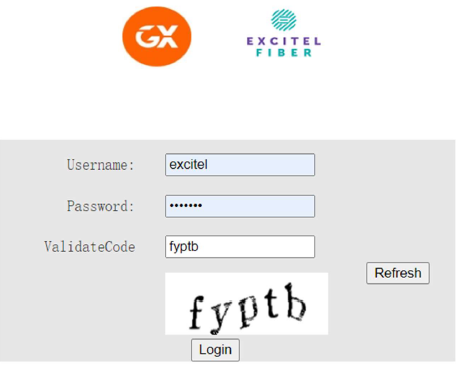 GX
EXCITEL
FIBER
Username: excitel
Password: •••••••
ValidateCode fyptb
Refresh
fyptb
Login